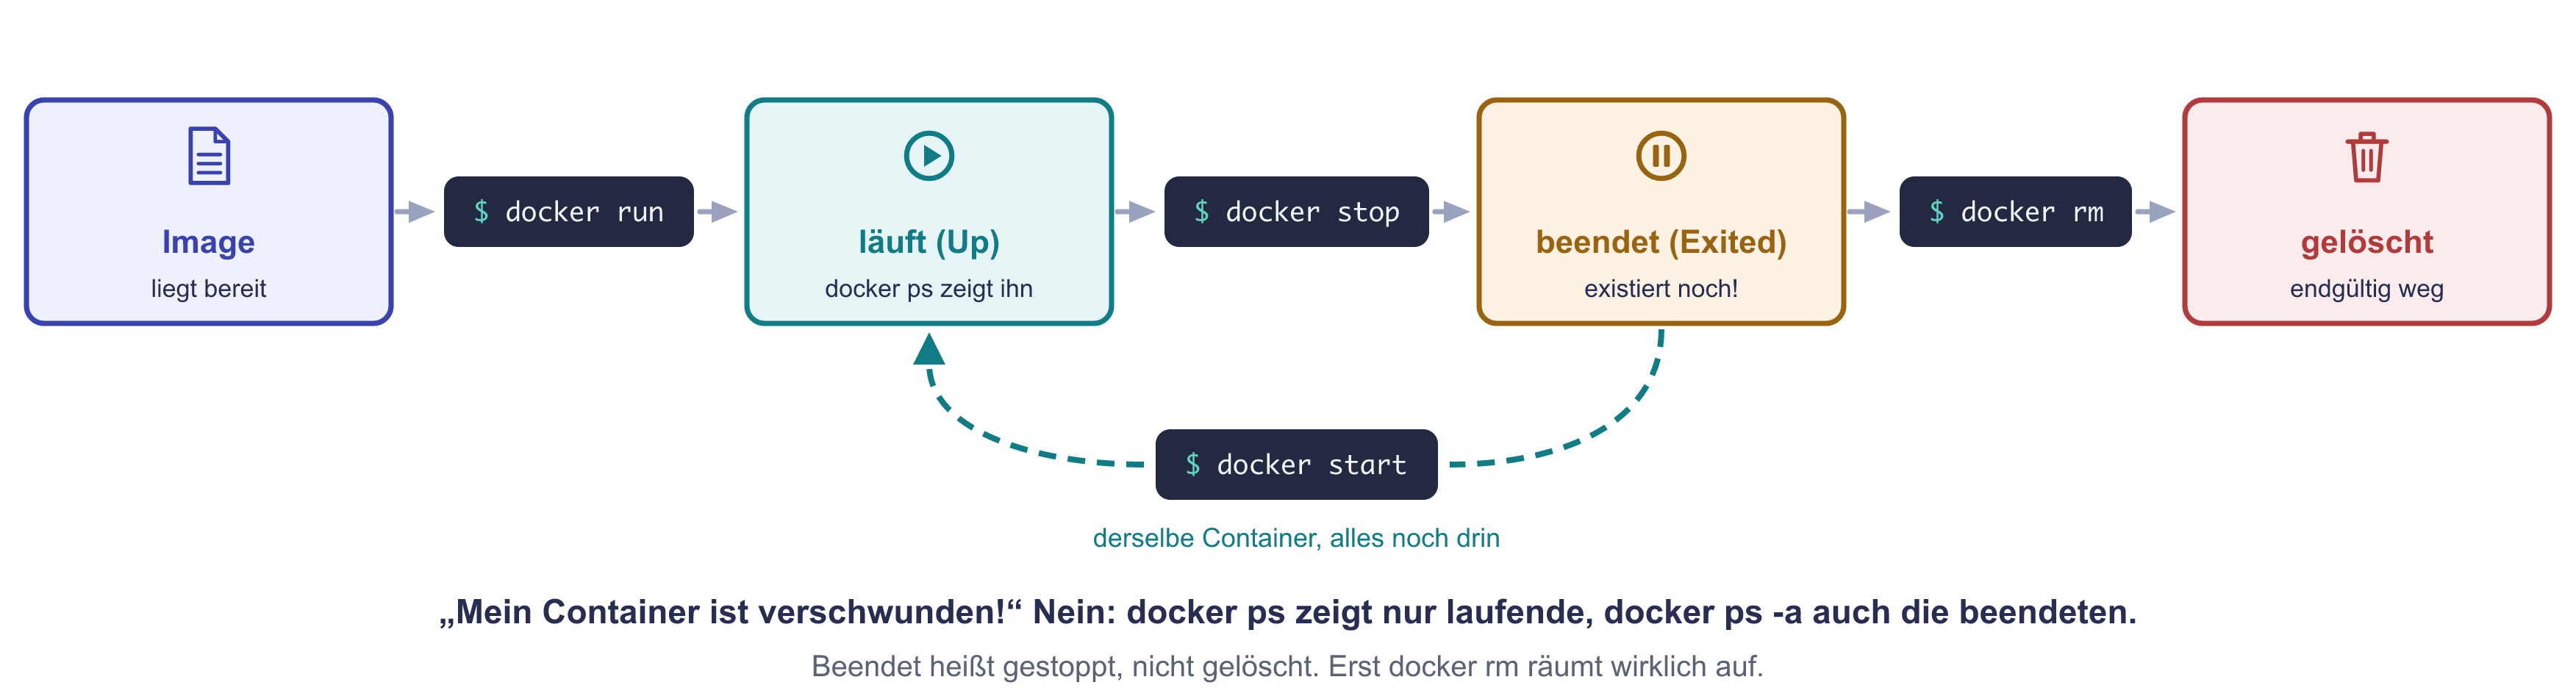 Image
liegt bereit
$ docker run
läuft (Up)
docker ps zeigt ihn
$ docker stop
beendet (Exited)
existiert noch!
$ docker rm
gelöscht
endgültig weg
$ docker start
derselbe Container, alles noch drin
„Mein Container ist verschwunden!“ Nein: docker ps zeigt nur laufende, docker ps -a auch die beendeten.
Beendet heißt gestoppt, nicht gelöscht. Erst docker rm räumt wirklich auf.